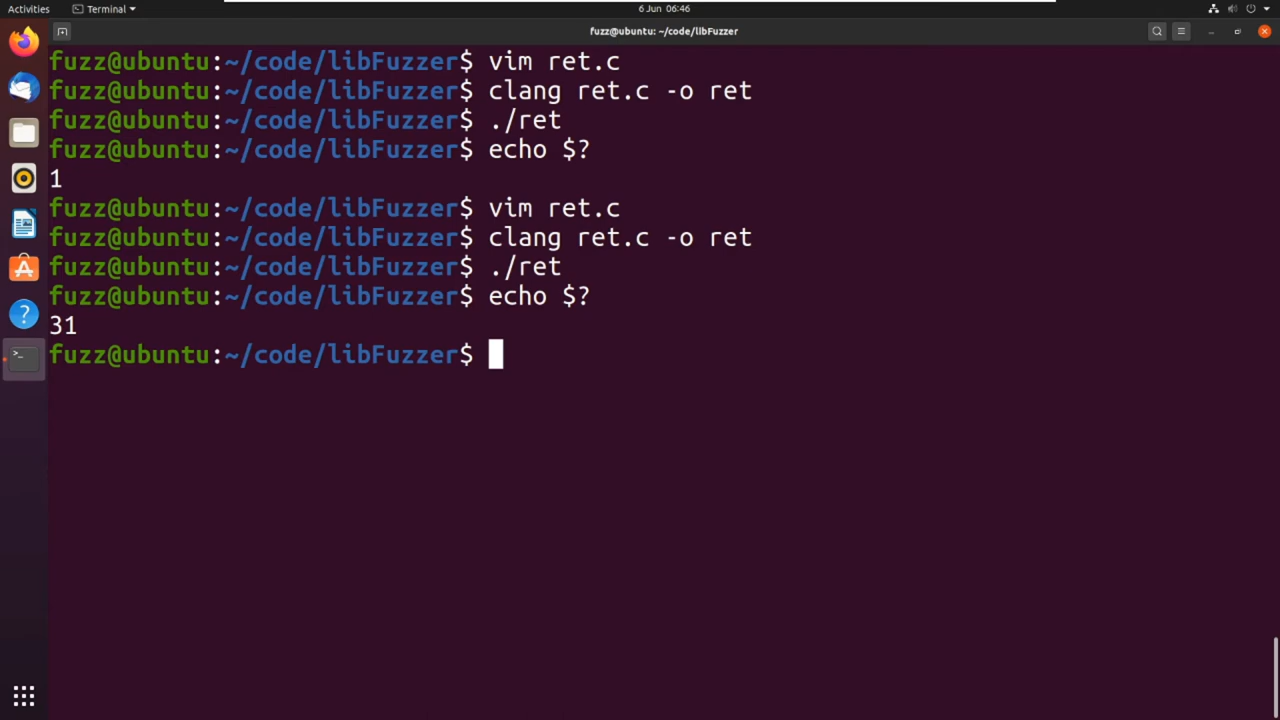 Activities Terminal 6 Jun 06:46
fuzz@ubuntu: ~/code/libFuzzer
fuzz@ubuntu:~/code/libFuzzer$ vim ret.c
fuzz@ubuntu:~/code/libFuzzer$ clang ret.c -o ret
fuzz@ubuntu:~/code/libFuzzer$ ./ret
fuzz@ubuntu:~/code/libFuzzer$ echo $?
1
fuzz@ubuntu:~/code/libFuzzer$ vim ret.c
fuzz@ubuntu:~/code/libFuzzer$ clang ret.c -o ret
fuzz@ubuntu:~/code/libFuzzer$ ./ret
fuzz@ubuntu:~/code/libFuzzer$ echo $?
31
fuzz@ubuntu:~/code/libFuzzer$